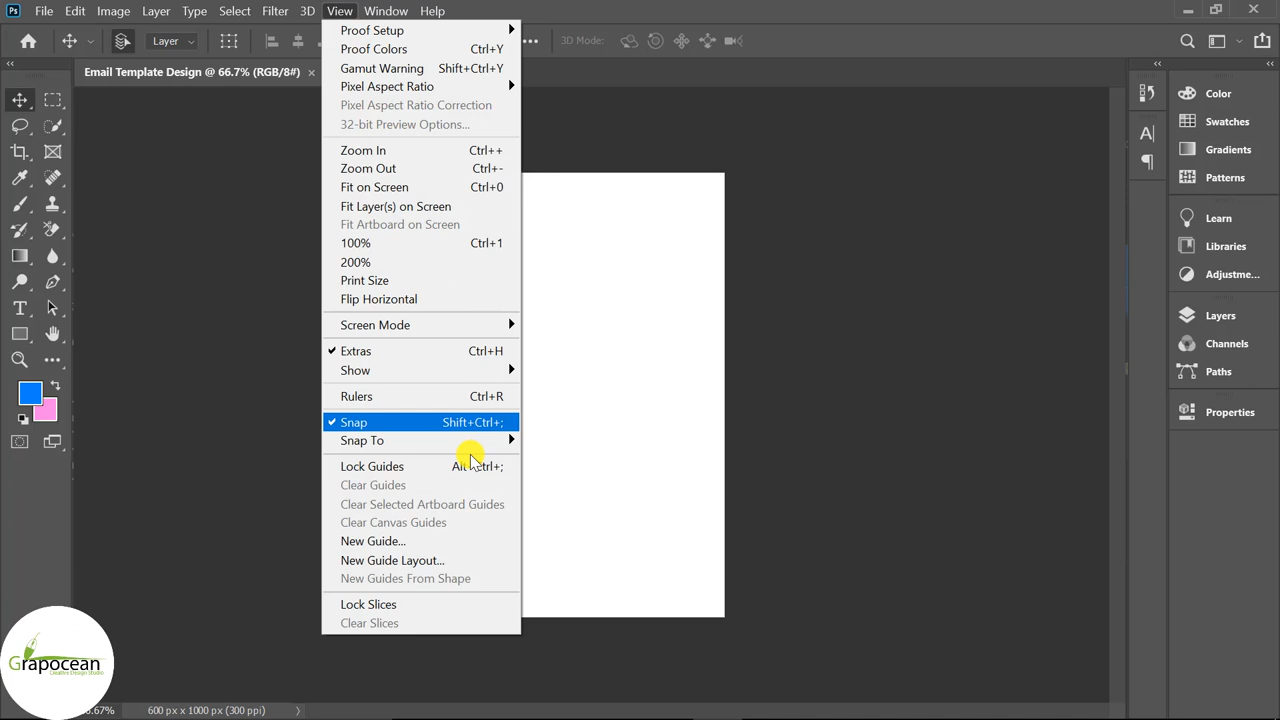 Ps File Edit Image Layer Type Select Filter 3D View Window Help
Layer 3D Mode:
Email Template Design @ 66.7% (RGB/8#)
Proof Setup
Proof Colors Ctrl+Y
Gamut Warning Shift+Ctrl+Y
Pixel Aspect Ratio
Pixel Aspect Ratio Correction
32-bit Preview Options...
Zoom In Ctrl++
Zoom Out Ctrl+-
Fit on Screen Ctrl+0
Fit Layer(s) on Screen
Fit Artboard on Screen
100% Ctrl+1
200%
Print Size
Flip Horizontal
Screen Mode
Extras Ctrl+H
Show
Rulers Ctrl+R
Snap Shift+Ctrl+;
Snap To
Lock Guides
Clear Guides
Clear Selected Artboard Guides
Clear Canvas Guides
New Guide...
New Guide Layout...
New Guides From Shape
Lock Slices
Clear Slices
Color
Swatches
Gradients
Patterns
Learn
Libraries
Adjustme...
Layers
Channels
Paths
Properties
Grapocean
Creative Design Studio
600 px x 1000 px (300 ppi)